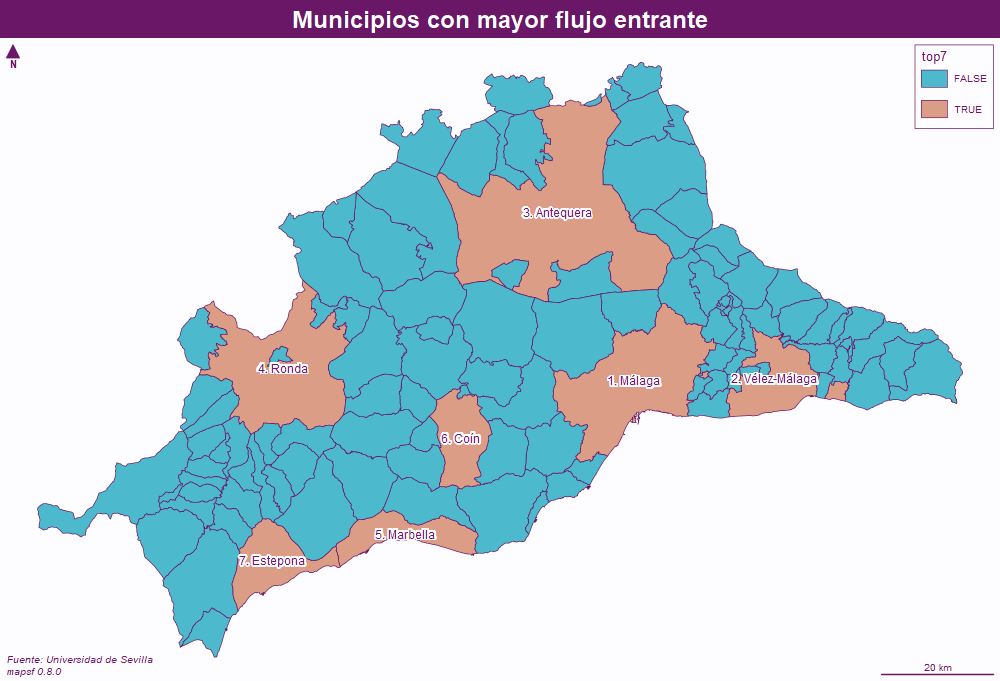 Municipios con mayor flujo entrante
N
top7
FALSE
TRUE
3. Antequera
4. Ronda
1. Málaga
2. Vélez-Málaga
6. Coín
5. Marbella
7. Estepona
Fuente: Universidad de Sevilla
mapsf 0.8.0
20 km